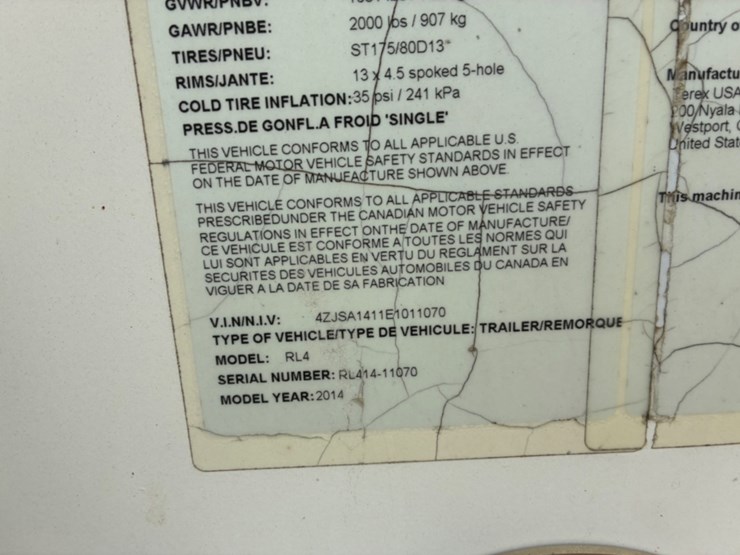 GVWR/PNBV:
GAWR/PNBE: 2000 lbs / 907 kg
TIRES/PNEU: ST175/80D13"
RIMS/JANTE: 13 x 4.5 spoked 5-hole
COLD TIRE INFLATION:35 psi / 241 kPa
PRESS.DE GONFL.A FROID 'SINGLE'
THIS VEHICLE CONFORMS TO ALL APPLICABLE U.S.
FEDERAL MOTOR VEHICLE SAFETY STANDARDS IN EFFECT
ON THE DATE OF MANUFACTURE SHOWN ABOVE.
THIS VEHICLE CONFORMS TO ALL APPLICABLE STANDARDS
PRESCRIBEDUNDER THE CANADIAN MOTOR VEHICLE SAFETY
REGULATIONS IN EFFECT ONTHE DATE OF MANUFACTURE/
CE VEHICULE EST CONFORME A TOUTES LES NORMES QUI
LUI SONT APPLICABLES EN VERTU DU REGLAMENT SUR LA
SECURITES DES VEHICULES AUTOMOBILES DU CANADA EN
VIGUER A LA DATE DE SA FABRICATION
V.I.N/N.I.V: 4ZJSA1411E1011070
TYPE OF VEHICLE/TYPE DE VEHICULE: TRAILER/REMORQUE
MODEL: RL4
SERIAL NUMBER: RL414-11070
MODEL YEAR:2014
Country o
Manufactu
Terex USA
Nyala
Westport,
United Stat
This machin